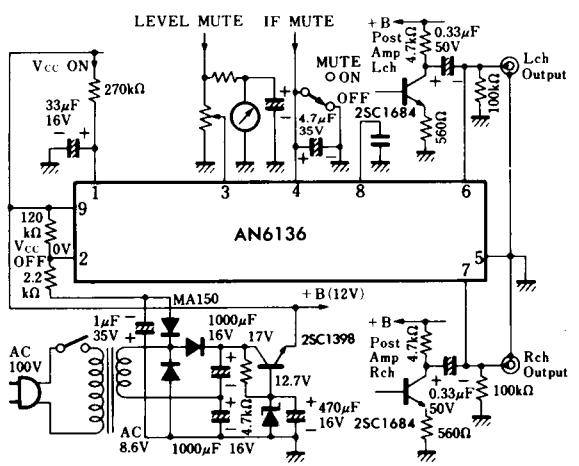 LEVEL MUTE
IF MUTE
+B
Post
Amp
Lch
4.7kΩ
0.33μF
50V
+
−
Lch
Output
100kΩ
560Ω
2SC1684
VCC ON
270kΩ
33μF
16V
−
+
+
−
MUTE
ON
OFF
4.7μF
35V
+
−
1
3
4
8
6
9
2
5
7
AN6136
120
kΩ
VCC
OFF
0V
2.2
kΩ
MA150
+B (12V)
1μF
35V
−
+
1000μF
16V
17V
2SC1398
+
−
12.7V
AC
100V
AC
8.6V
1000μF
16V
+
−
4.7kΩ
+
−
470μF
16V
+B
Post
Amp
Rch
4.7kΩ
+
−
0.33μF
50V
Rch
Output
100kΩ
2SC1684
560Ω